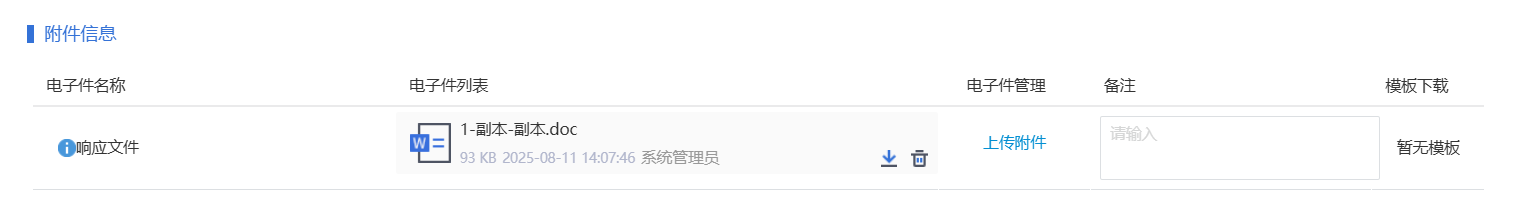 附件信息
电子件名称 电子件列表 电子件管理 备注 模板下载
响应文件
1-副本-副本.doc
93 KB 2025-08-11 14:07:46 系统管理员
上传附件
请输入
暂无模板